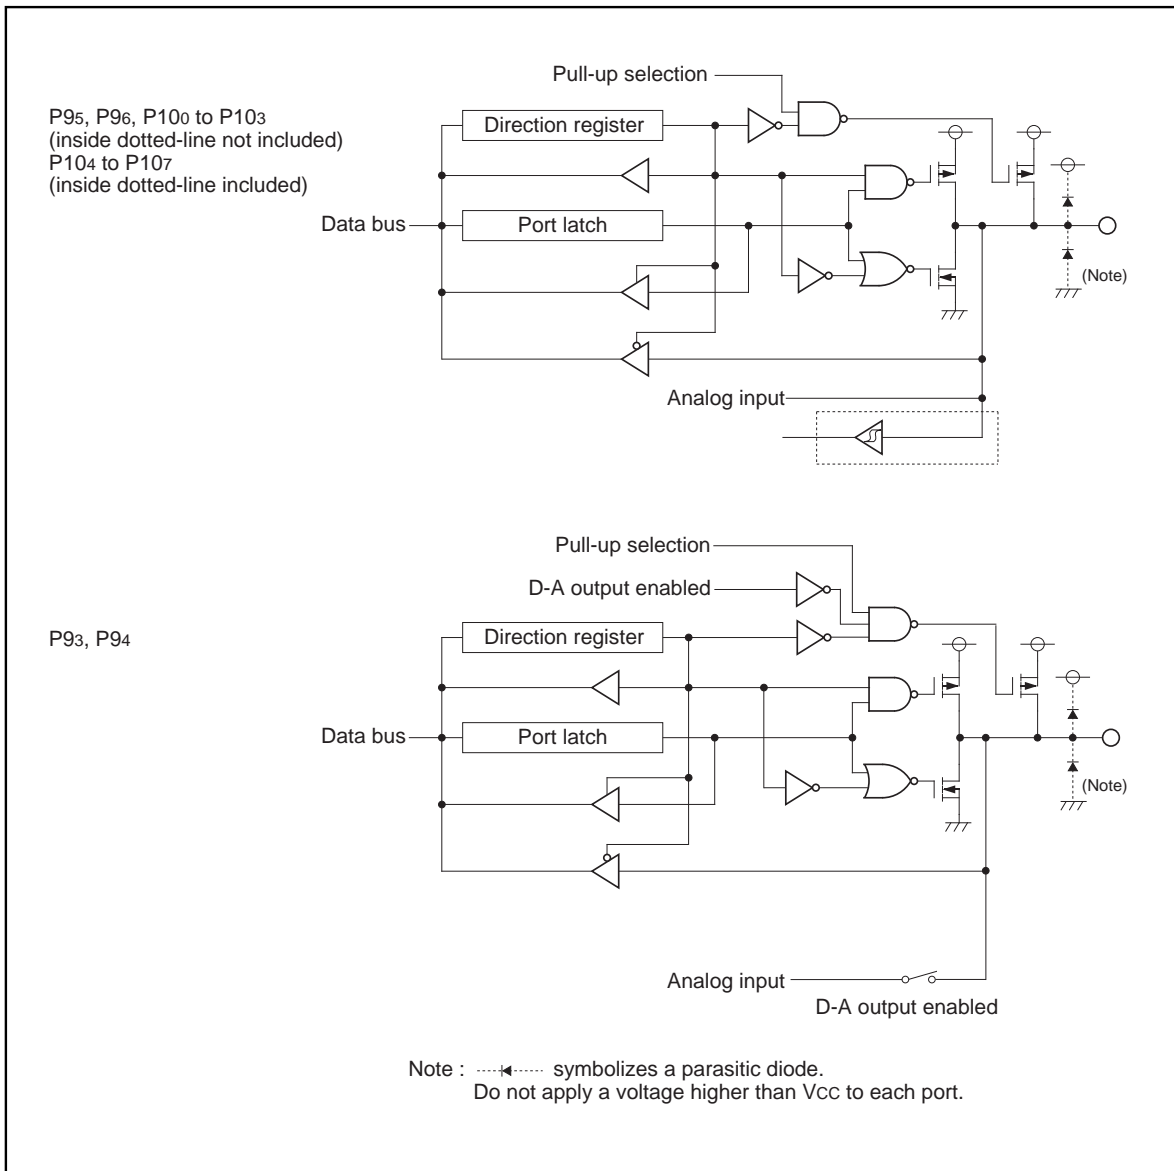 Pull-up selection
P95, P96, P100 to P103
(inside dotted-line not included)
P104 to P107
(inside dotted-line included)
Direction register
Data bus
Port latch
(Note)
Analog input
Pull-up selection
D-A output enabled
P93, P94
Direction register
Data bus
Port latch
(Note)
Analog input
D-A output enabled
Note : symbolizes a parasitic diode.
Do not apply a voltage higher than VCC to each port.